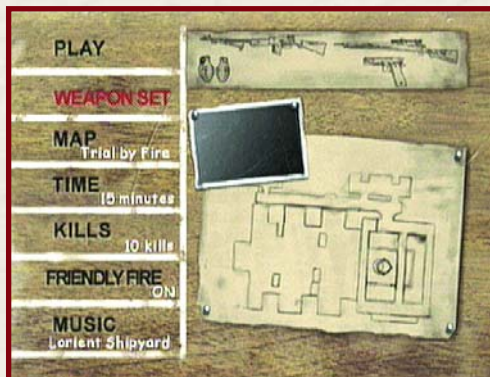 PLAY
WEAPON SET
MAP
Trial by Fire
TIME
15 minutes
KILLS
10 kills
FRIENDLY FIRE
ON
MUSIC
Lorient Shipyard